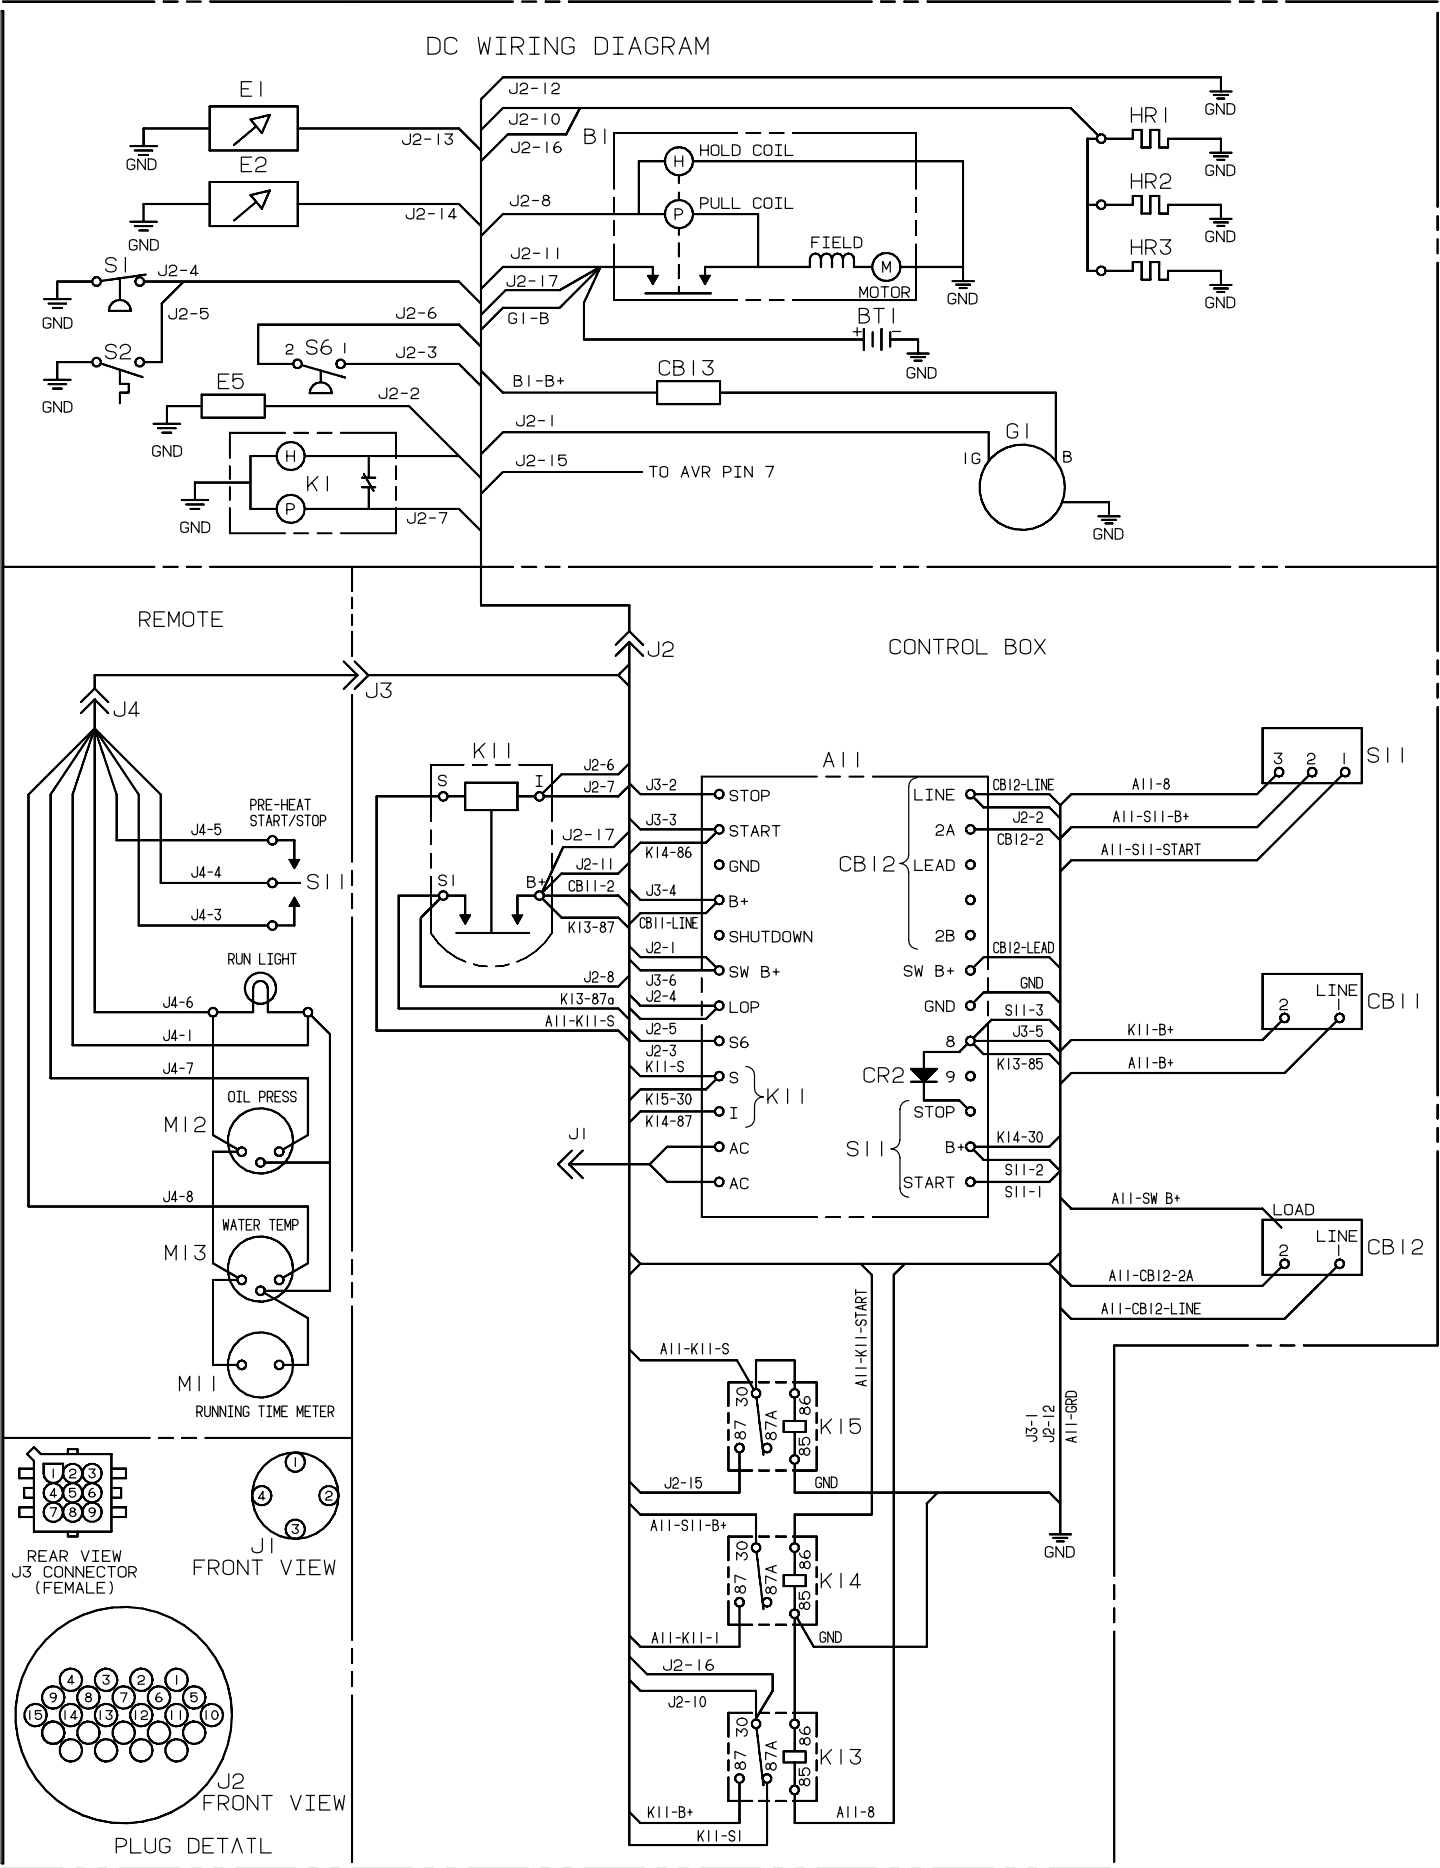 DC WIRING DIAGRAM
E1
J2-13
GND
E2
J2-14
GND
S1
J2-4
GND
J2-5
S2
GND
J2-6
2 S6 1
J2-3
E5
J2-2
GND
H
K1
P
GND
J2-7
J2-12
GND
J2-10
J2-16
B1
H HOLD COIL
J2-8
P PULL COIL
J2-11
J2-17
G1-B
FIELD
M
MOTOR
GND
BT1
+ -
GND
HR1
GND
HR2
GND
HR3
GND
B1-B+
CB13
J2-1
G1
1G B
J2-15
TO AVR PIN 7
GND
REMOTE
J4
J3
J2
CONTROL BOX
PRE-HEAT
START/STOP
J4-5
J4-4
S11
J4-3
RUN LIGHT
J4-6
J4-1
J4-7
OIL PRESS
M12
J4-8
WATER TEMP
M13
M11
RUNNING TIME METER
K11
S I
J2-6
J2-7
J2-17
J2-11
S1 B+
CB11-2
K13-87
J2-8
K13-87a
A11-K11-S
J1
A11
J3-2
STOP
J3-3
START
K14-86
GND
J3-4
B+
CB11-LINE
SHUTDOWN
J2-1
SW B+
J3-6
J2-4
LOP
J2-5
S6
J2-3
K11-S
S
K15-30
K11
K14-87
I
AC
AC
LINE
CB12-LINE
J2-2
2A
CB12-2
CB12
LEAD
2B
CB12-LEAD
SW B+
GND
GND
S11-3
8
J3-5
K13-85
CR2
9
STOP
S11
B+
K14-30
S11-2
START
S11-1
3 2 1
S11
A11-8
A11-S11-B+
A11-S11-START
2 LINE
1
CB11
K11-B+
A11-B+
A11-SW B+
LOAD
2 LINE
1
CB12
A11-CB12-2A
A11-CB12-LINE
A11-K11-START
A11-K11-S
30 86
K15
87 87A 85
J2-15
GND
A11-S11-B+
30 86
K14
87 87A 85
A11-K11-1
GND
J2-16
J2-10
30 86
K13
87 87A 85
K11-B+
A11-8
K11-S1
J3-1
J2-12
A11-GRD
GND
1 2 3
4 5 6
7 8 9
REAR VIEW
J3 CONNECTOR
(FEMALE)
1
4 2
3
J1
FRONT VIEW
4 3 2 1
9 8 7 6 5
15 14 13 12 11 10
J2
FRONT VIEW
PLUG DETATL